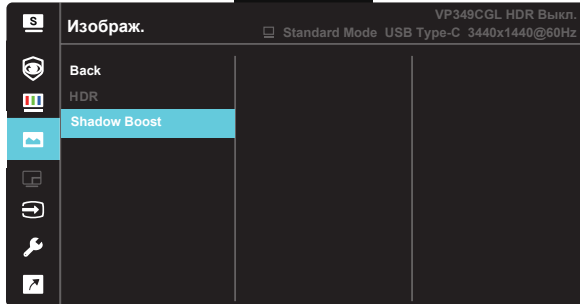 S
Изображ.
VP349CGL HDR Выкл.
Standard Mode USB Type-C 3440x1440@60Hz
Back
HDR
Shadow Boost